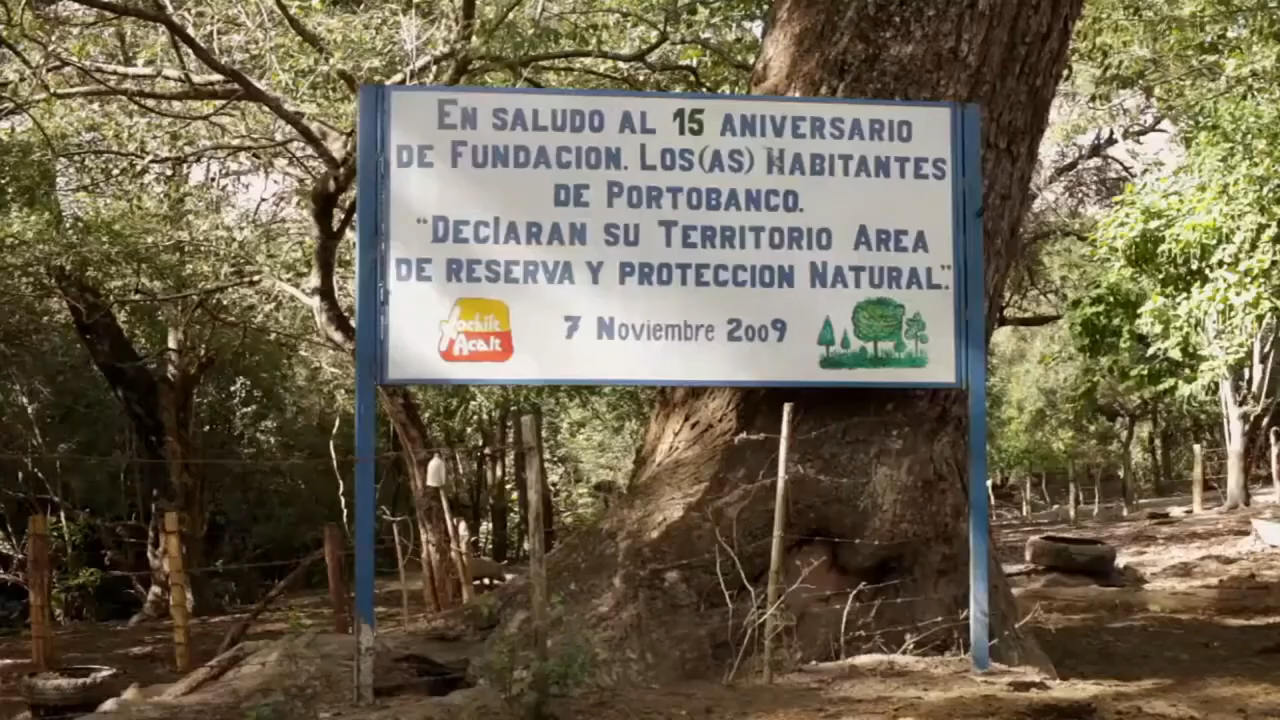 EN SALUDO AL 15 ANIVERSARIO
DE FUNDACION. LOS(AS) HABITANTES
DE PORTOBANCO.
"DEClARAN SU TERRITORIO AREA
DE RESERVA Y PROTECCION NATURAL."
Xochilt
Acalt
7 Noviembre 2009